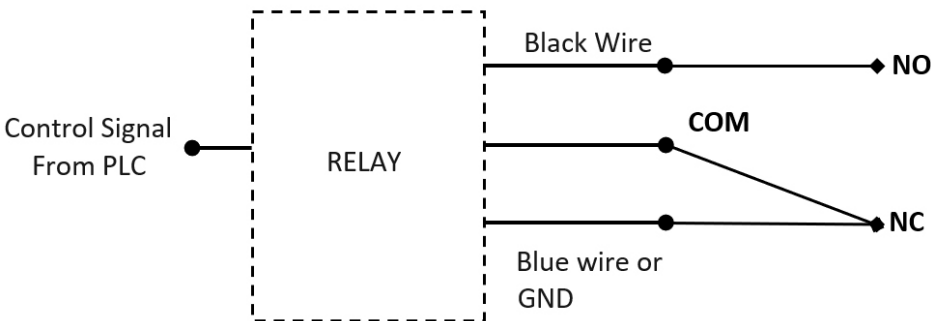 Black Wire
NO
Control Signal
From PLC
RELAY
COM
NC
Blue wire or
GND